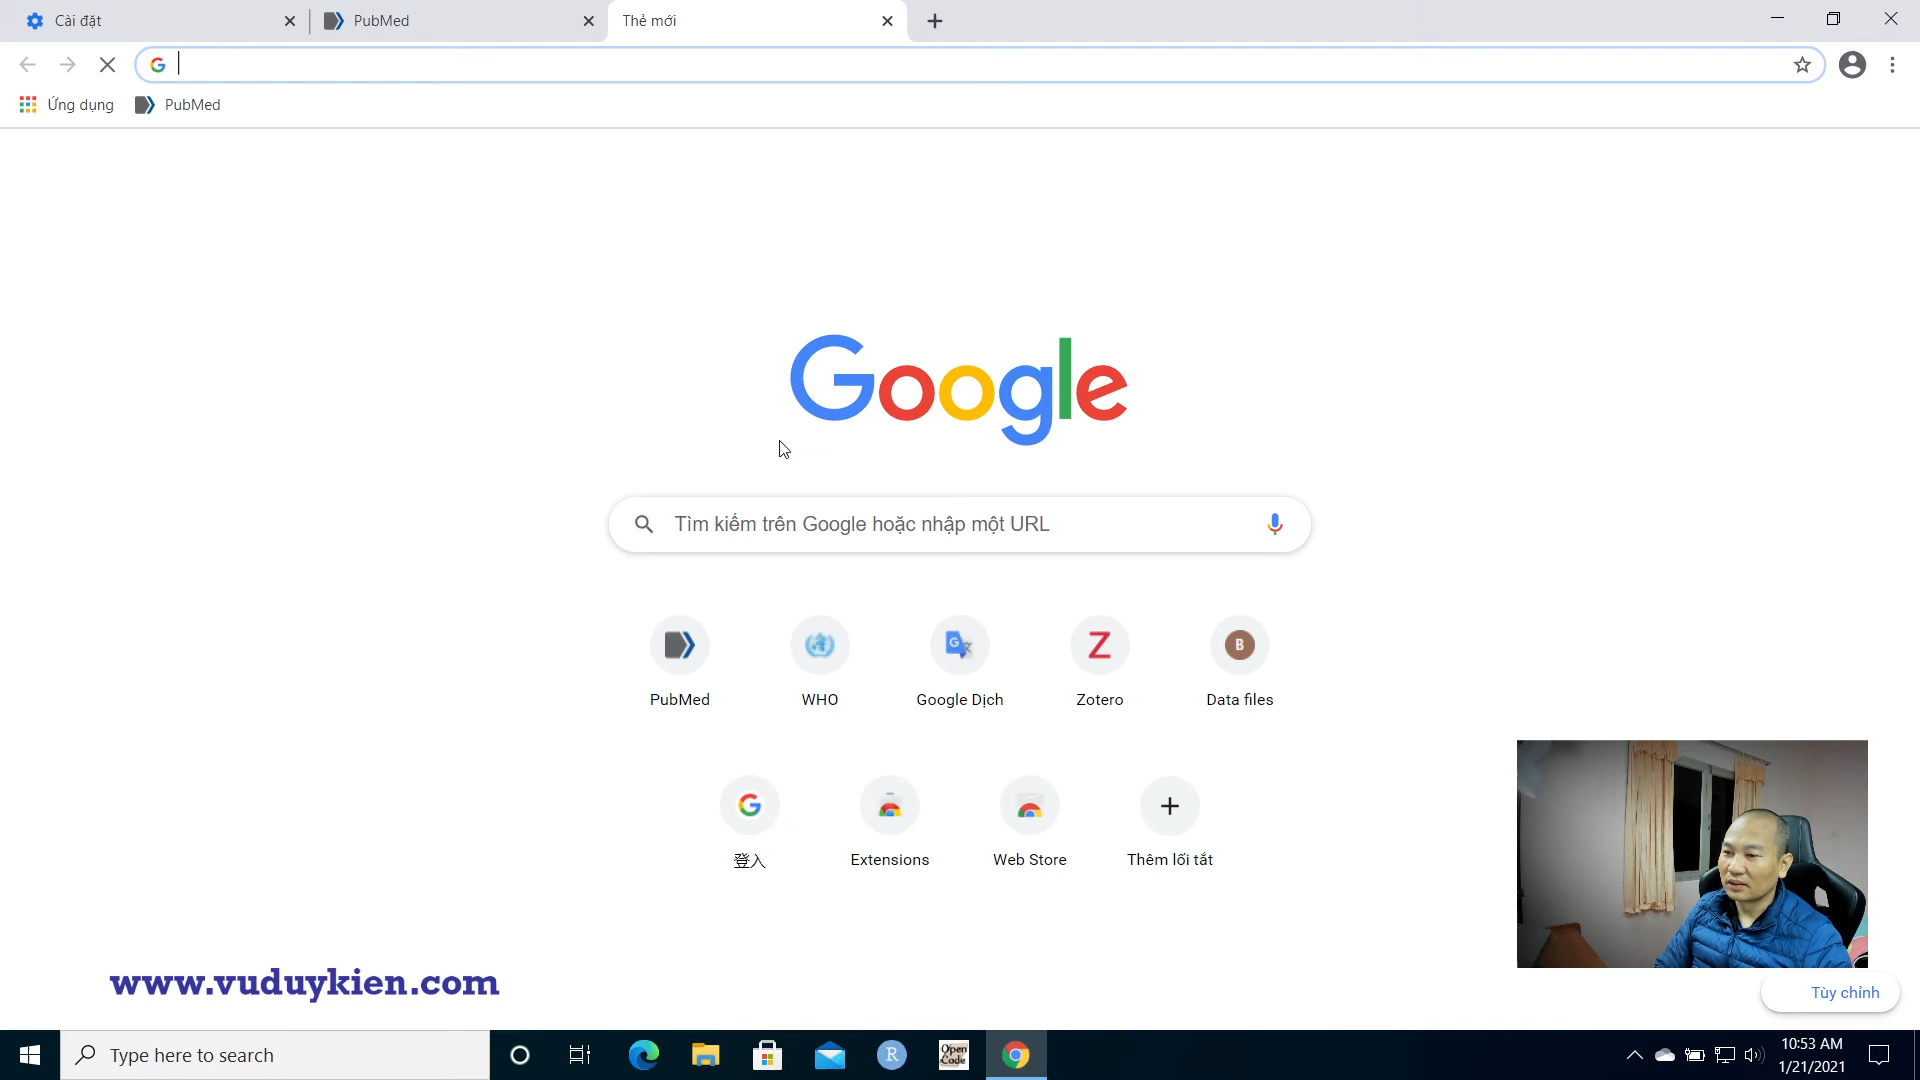 Cài đặt
PubMed
Thẻ mới
Ứng dụng
PubMed
Google
Tìm kiếm trên Google hoặc nhập một URL
PubMed
WHO
Google Dịch
Zotero
Data files
登入
Extensions
Web Store
Thêm lối tắt
www.vuduykien.com
Tùy chỉnh
Type here to search
Open Code
10:53 AM
1/21/2021